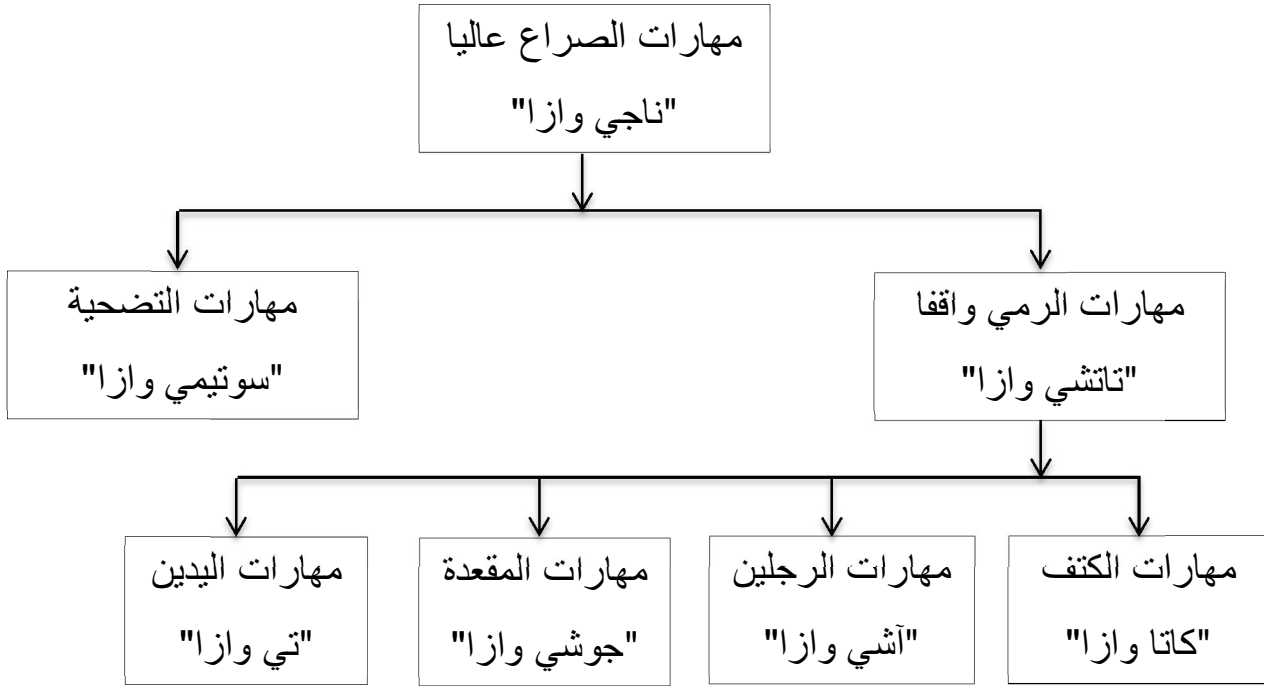 مهارات الصراع عاليا
"ناجي وازا"
مهارات الرمي واقفا
"تاتشي وازا"
مهارات التضحية
"سوتيمي وازا"
مهارات الكتف
"كاتا وازا"
مهارات الرجلين
"آشي وازا"
مهارات المقعدة
"جوشي وازا"
مهارات اليدين
"تي وازا"